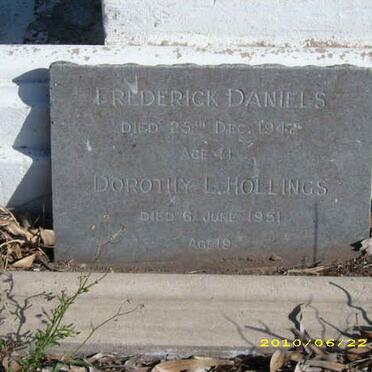 FREDERICK DANIELS
DIED 25TH DEC. 1947
AGE 41
DOROTHY L. HOLLINGS
DIED 6 JUNE 1951
AGE 19
2010/06/22